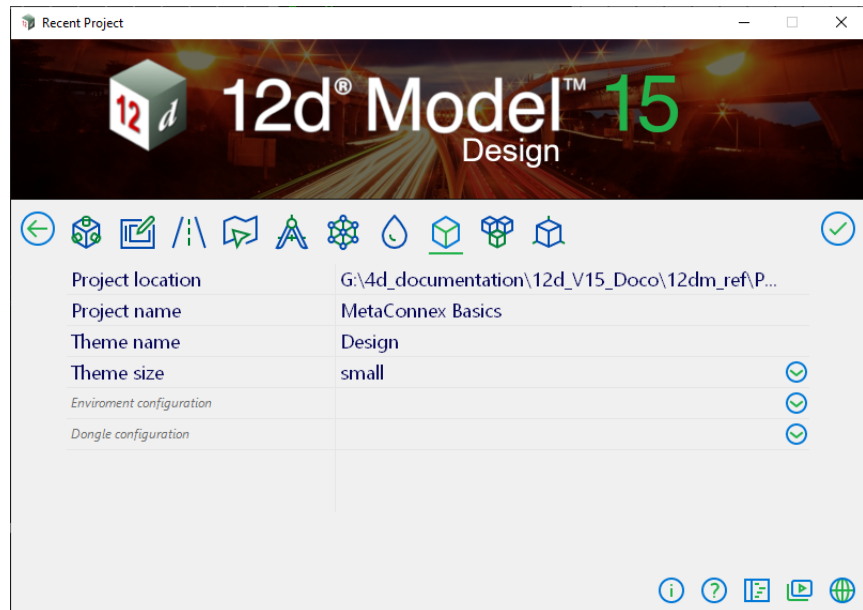 Recent Project
12 d
12d® Model™ 15
Design
Project location G:\4d_documentation\12d_V15_Doco\12dm_ref\P...
Project name MetaConnex Basics
Theme name Design
Theme size small
Enviroment configuration
Dongle configuration